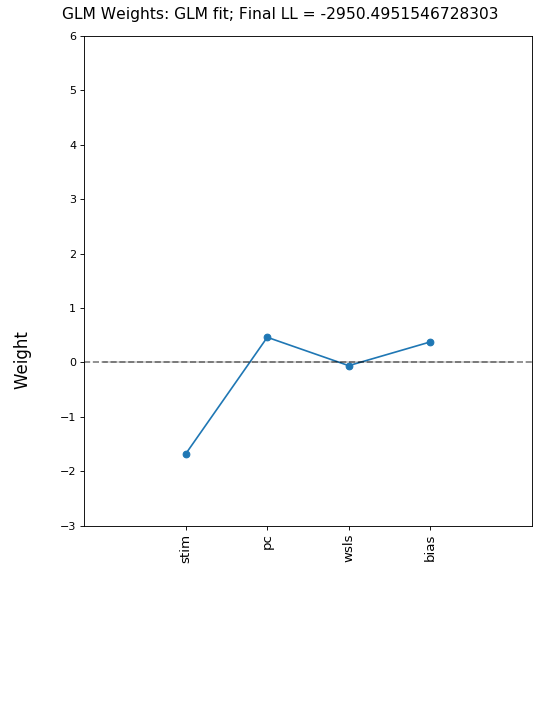 GLM Weights: GLM fit; Final LL = -2950.4951546728303
6
5
4
3
2
1
0
−1
−2
−3
Weight
stim
pc
wsls
bias